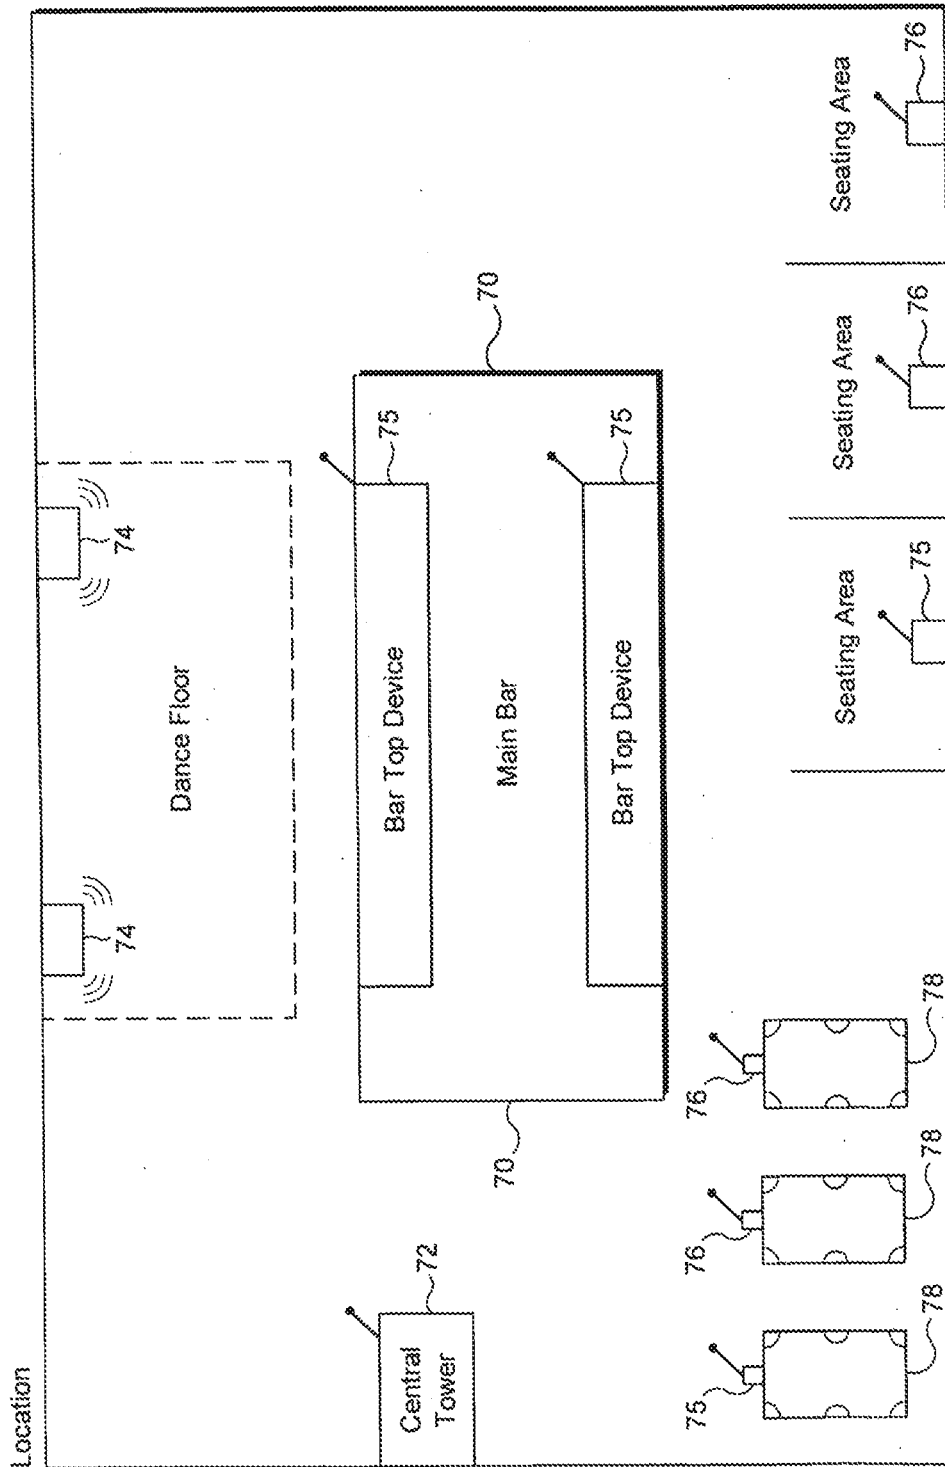 Location
74
Dance Floor
74
Central
Tower
72
70
Bar Top Device
75
Main Bar
Bar Top Device
75
70
75
78
76
78
76
78
Seating Area
75
Seating Area
76
Seating Area
76